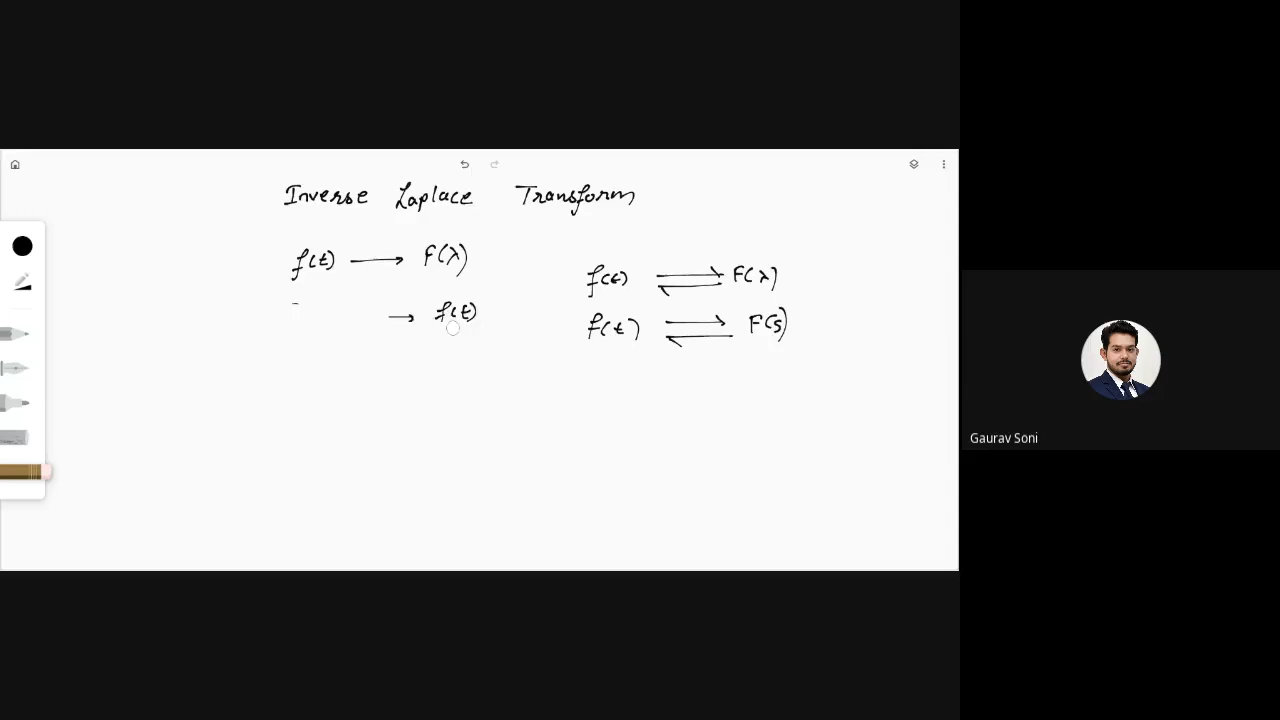 Inverse Laplace Transform
f(t) ⟶ F(λ)
→ f(t)
f(t) ⇌ F(λ)
f(t) ⇌ F(s)
Gaurav Soni